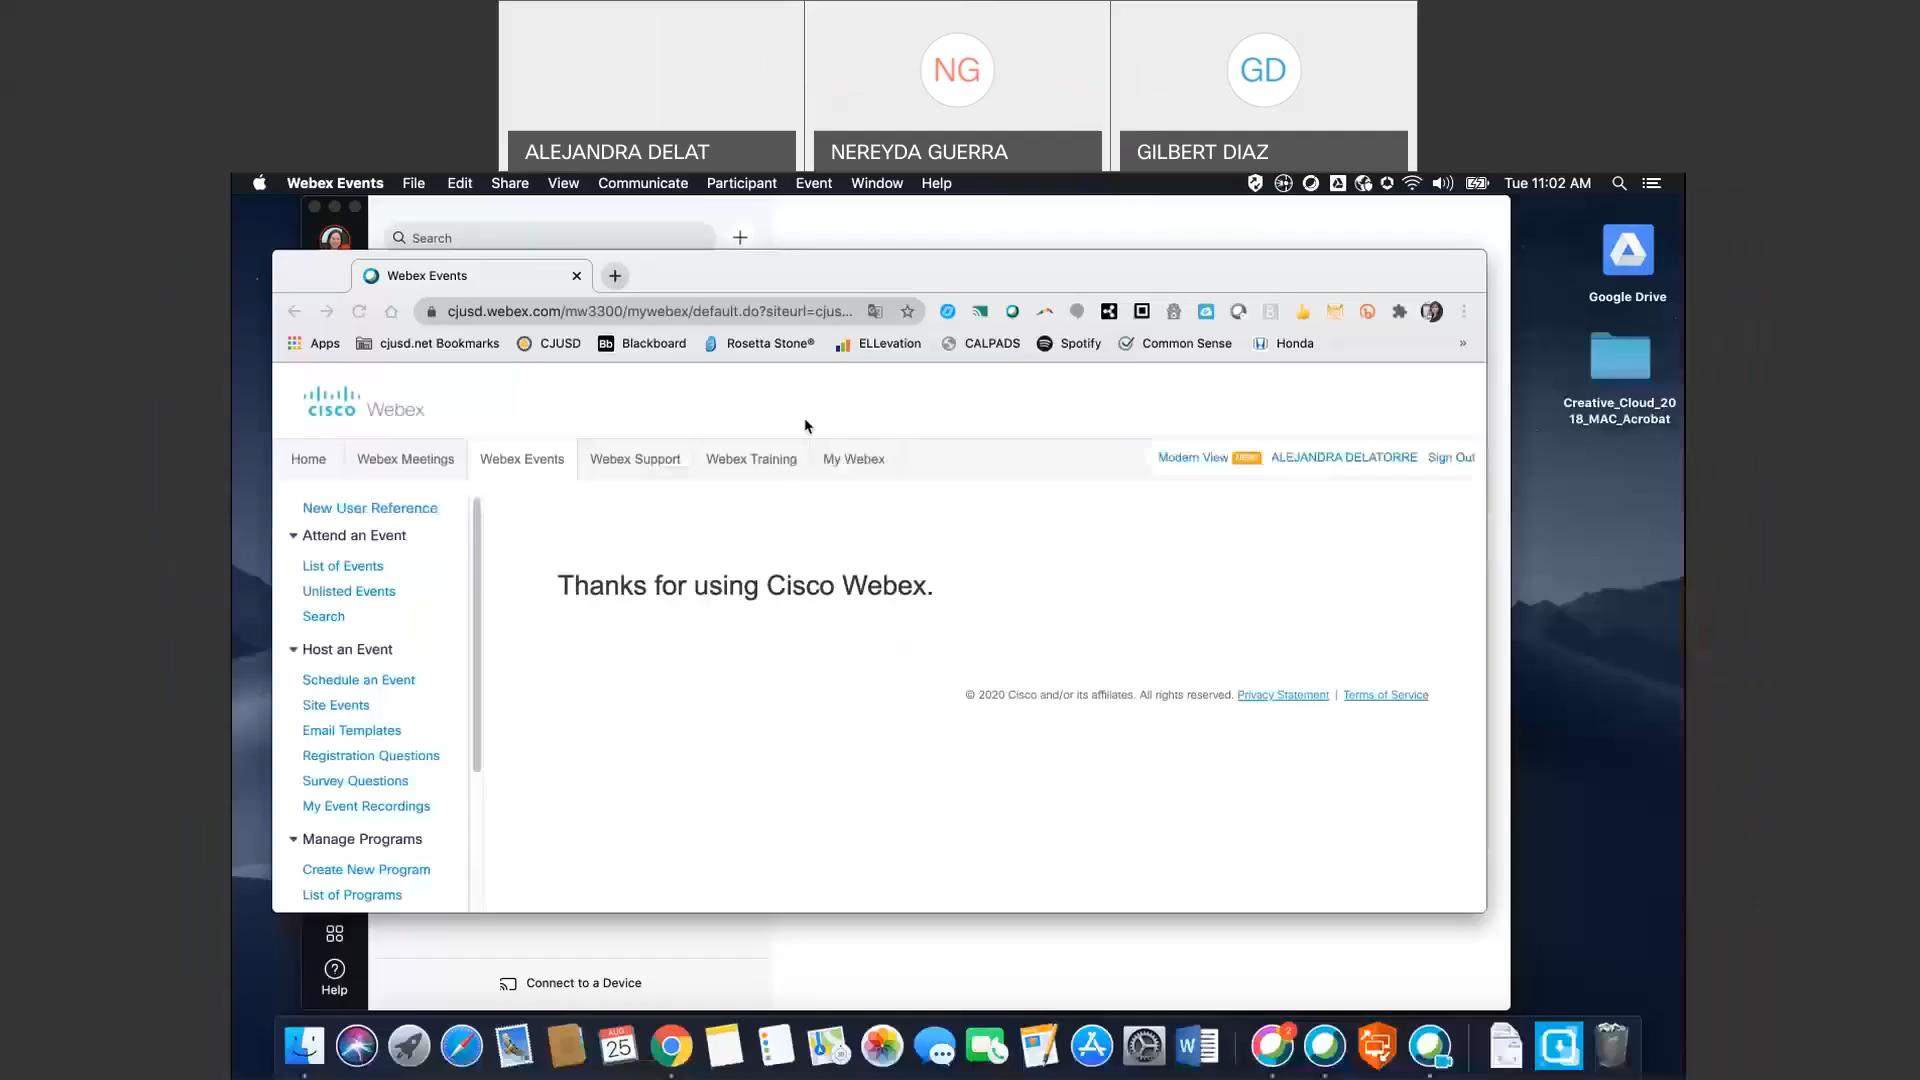 NG
GD
ALEJANDRA DELAT
NEREYDA GUERRA
GILBERT DIAZ
Webex Events File Edit Share View Communicate Participant Event Window Help Tue 11:02 AM
Search
Webex Events
cjusd.webex.com/mw3300/mywebex/default.do?siteurl=cjus...
Apps cjusd.net Bookmarks CJUSD Bb Blackboard Rosetta Stone® ELLevation CALPADS Spotify Common Sense Honda »
Google Drive
Creative_Cloud_20
18_MAC_Acrobat
CISCO Webex
Home Webex Meetings Webex Events Webex Support Webex Training My Webex
Modern View ALEJANDRA DELATORRE Sign Out
New User Reference
Attend an Event
List of Events
Unlisted Events
Search
Host an Event
Schedule an Event
Site Events
Email Templates
Registration Questions
Survey Questions
My Event Recordings
Manage Programs
Create New Program
List of Programs
Thanks for using Cisco Webex.
© 2020 Cisco and/or its affiliates. All rights reserved. Privacy Statement | Terms of Service
Help
Connect to a Device
AUG
25
W
2